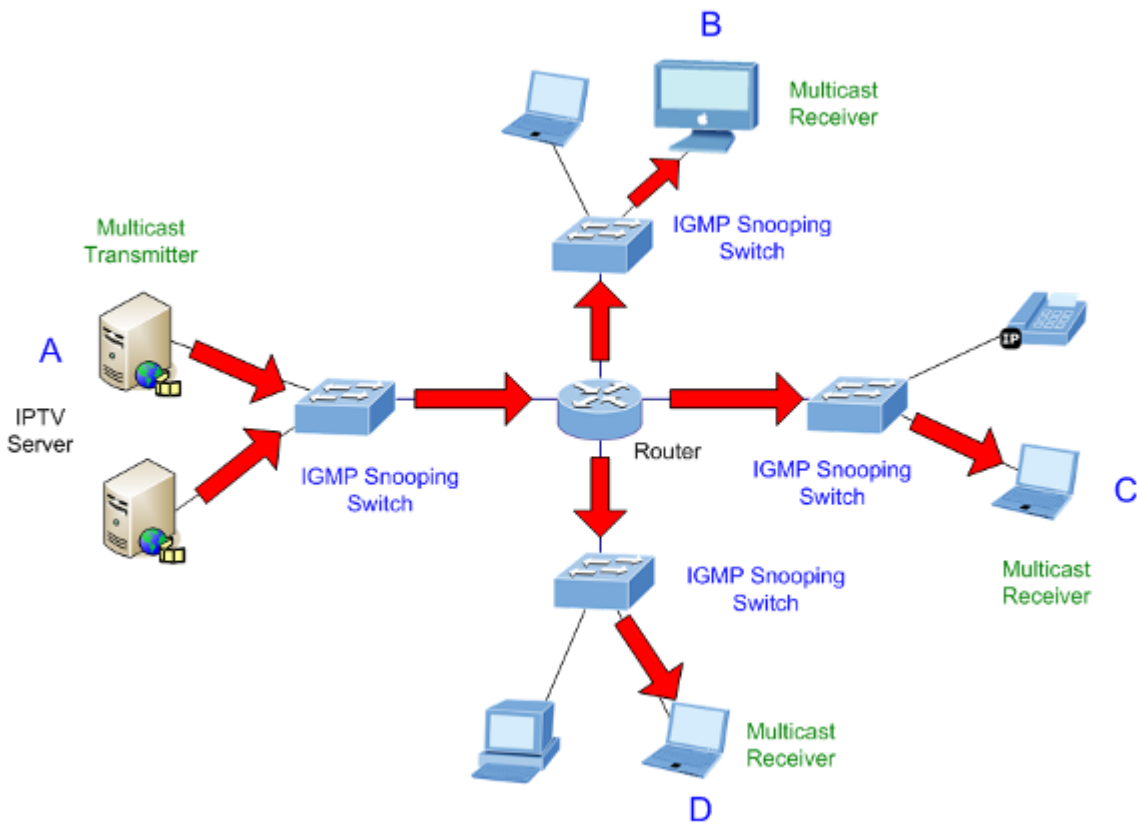 B
Multicast
Receiver
IGMP Snooping
Switch
Multicast
Transmitter
A
IPTV
Server
IGMP Snooping
Switch
Router
IP
IGMP Snooping
Switch
C
Multicast
Receiver
IGMP Snooping
Switch
Multicast
Receiver
D